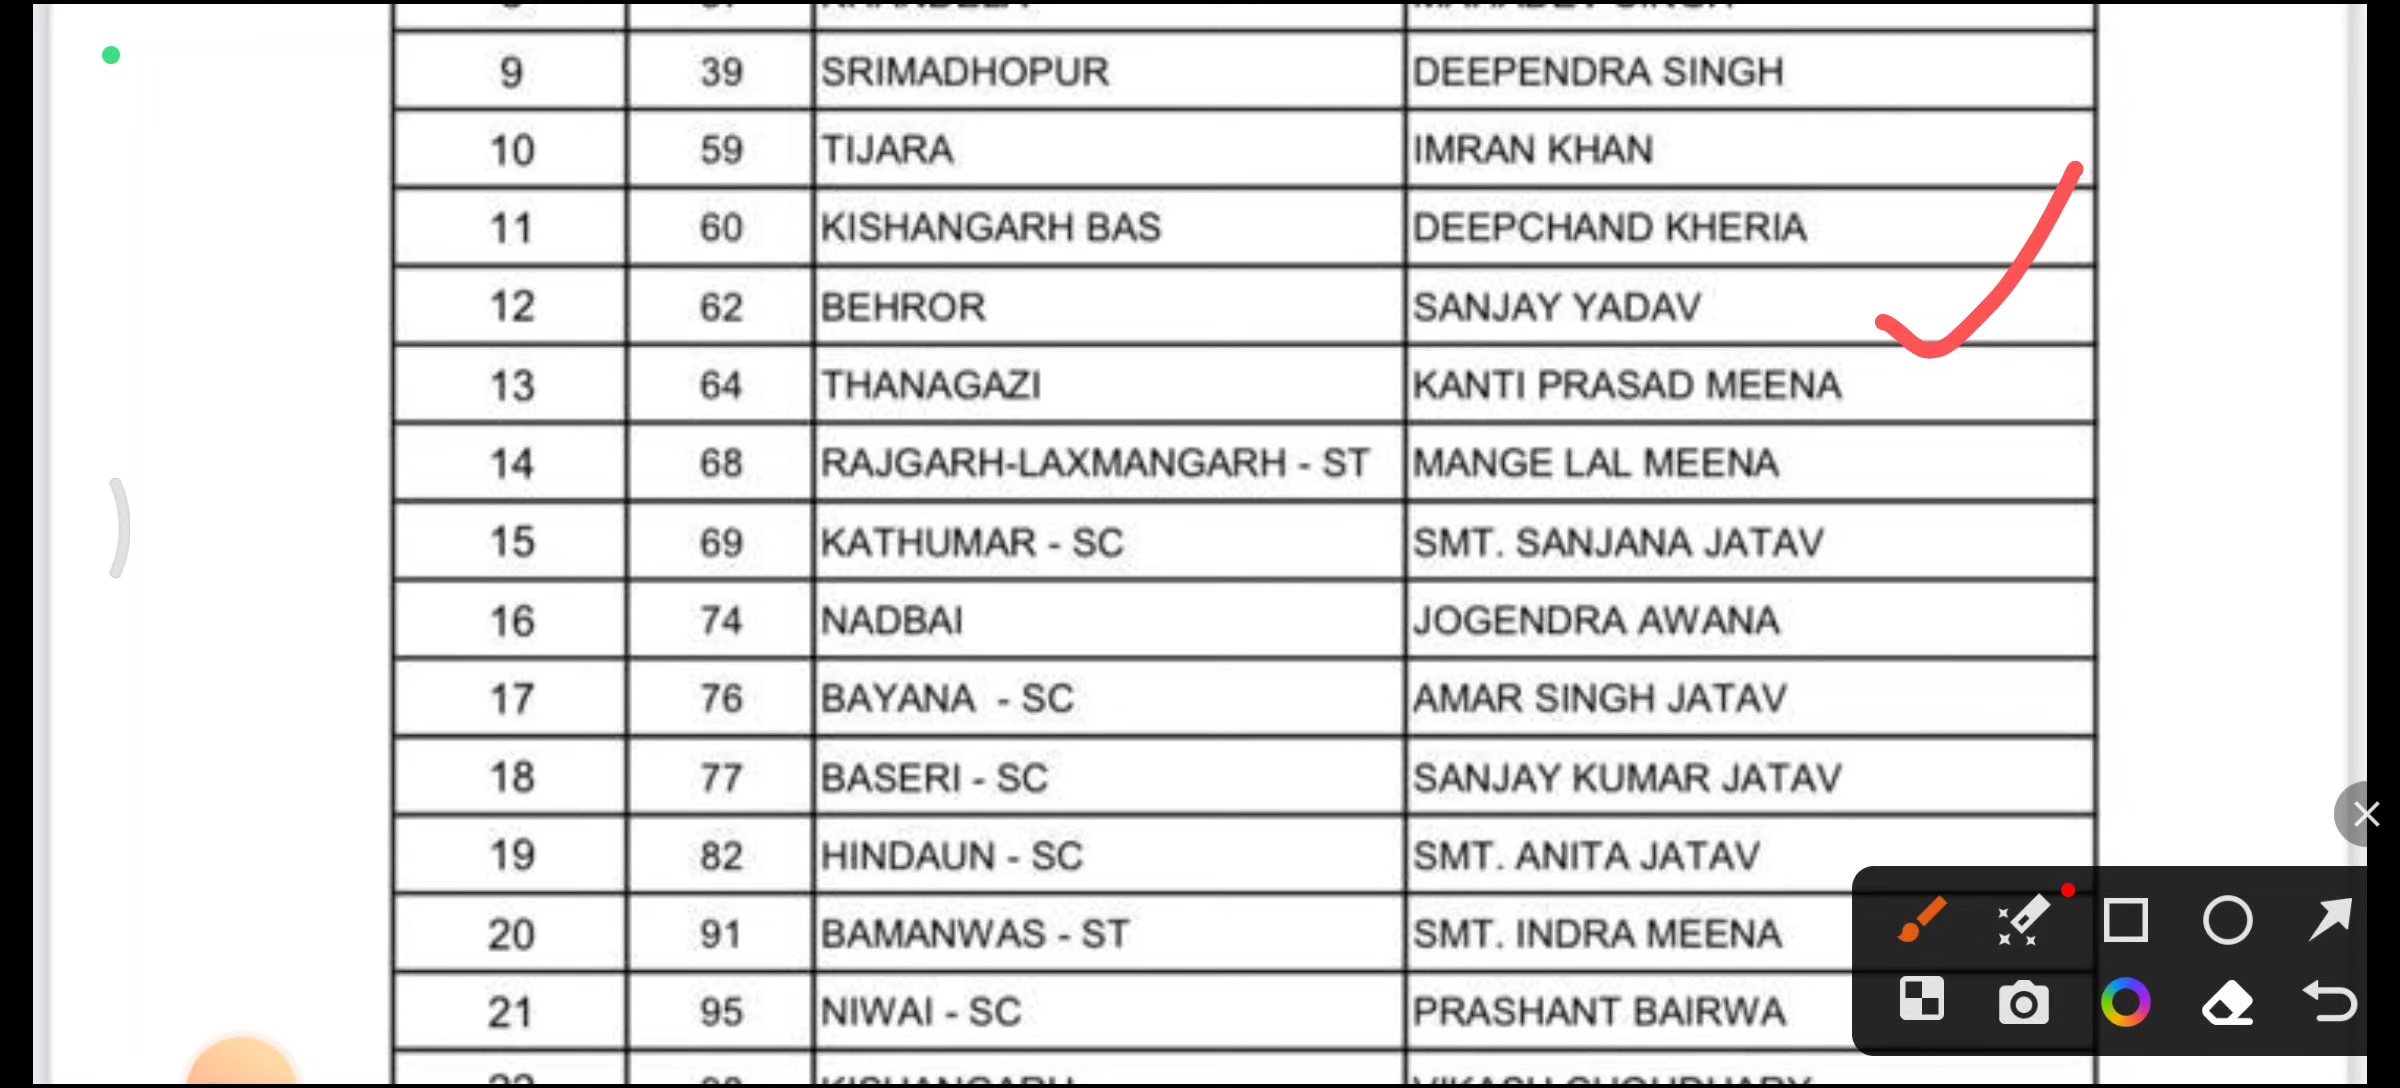 9 39 SRIMADHOPUR DEEPENDRA SINGH
10 59 TIJARA IMRAN KHAN
11 60 KISHANGARH BAS DEEPCHAND KHERIA
12 62 BEHROR SANJAY YADAV
13 64 THANAGAZI KANTI PRASAD MEENA
14 68 RAJGARH-LAXMANGARH - ST MANGE LAL MEENA
15 69 KATHUMAR - SC SMT. SANJANA JATAV
16 74 NADBAI JOGENDRA AWANA
17 76 BAYANA - SC AMAR SINGH JATAV
18 77 BASERI - SC SANJAY KUMAR JATAV
19 82 HINDAUN - SC SMT. ANITA JATAV
20 91 BAMANWAS - ST SMT. INDRA MEENA
21 95 NIWAI - SC PRASHANT BAIRWA